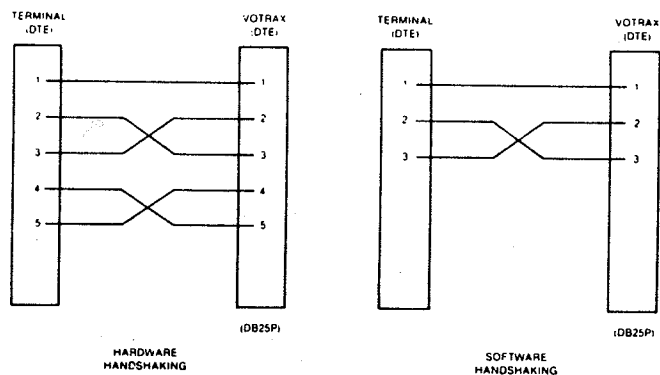 TERMINAL
(DTE)
VOTRAX
(DTE)
1 1
2 2
3 3
4 4
5 5
(DB25P)
HARDWARE
HANDSHAKING
TERMINAL
(DTE)
VOTRAX
(DTE)
1 1
2 2
3 3
(DB25P)
SOFTWARE
HANDSHAKING